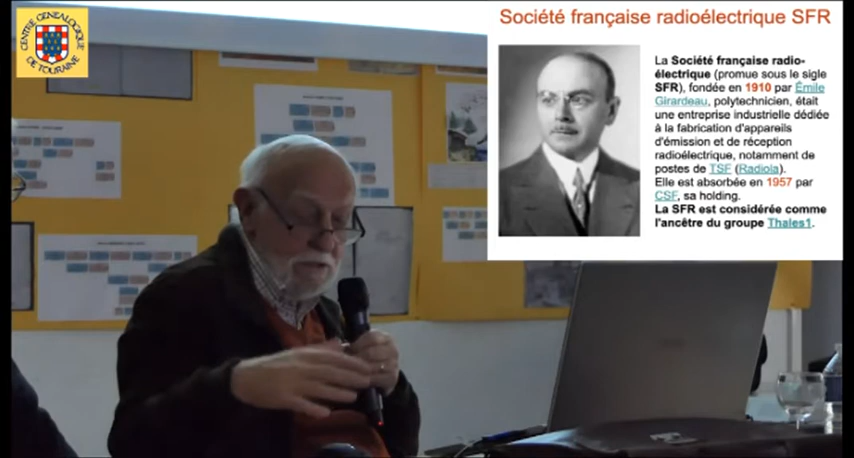 CENTRE GENEALOGIQUE
DE TOURAINE
Société française radioélectrique SFR
La Société française radio-
électrique (promue sous le sigle
SFR), fondée en 1910 par Émile
Girardeau, polytechnicien, était
une entreprise industrielle dédiée
à la fabrication d'appareils
d'émission et de réception
radioélectrique, notamment de
postes de TSF (Radiola).
Elle est absorbée en 1957 par
CSF, sa holding.
La SFR est considérée comme
l'ancêtre du groupe Thales1.